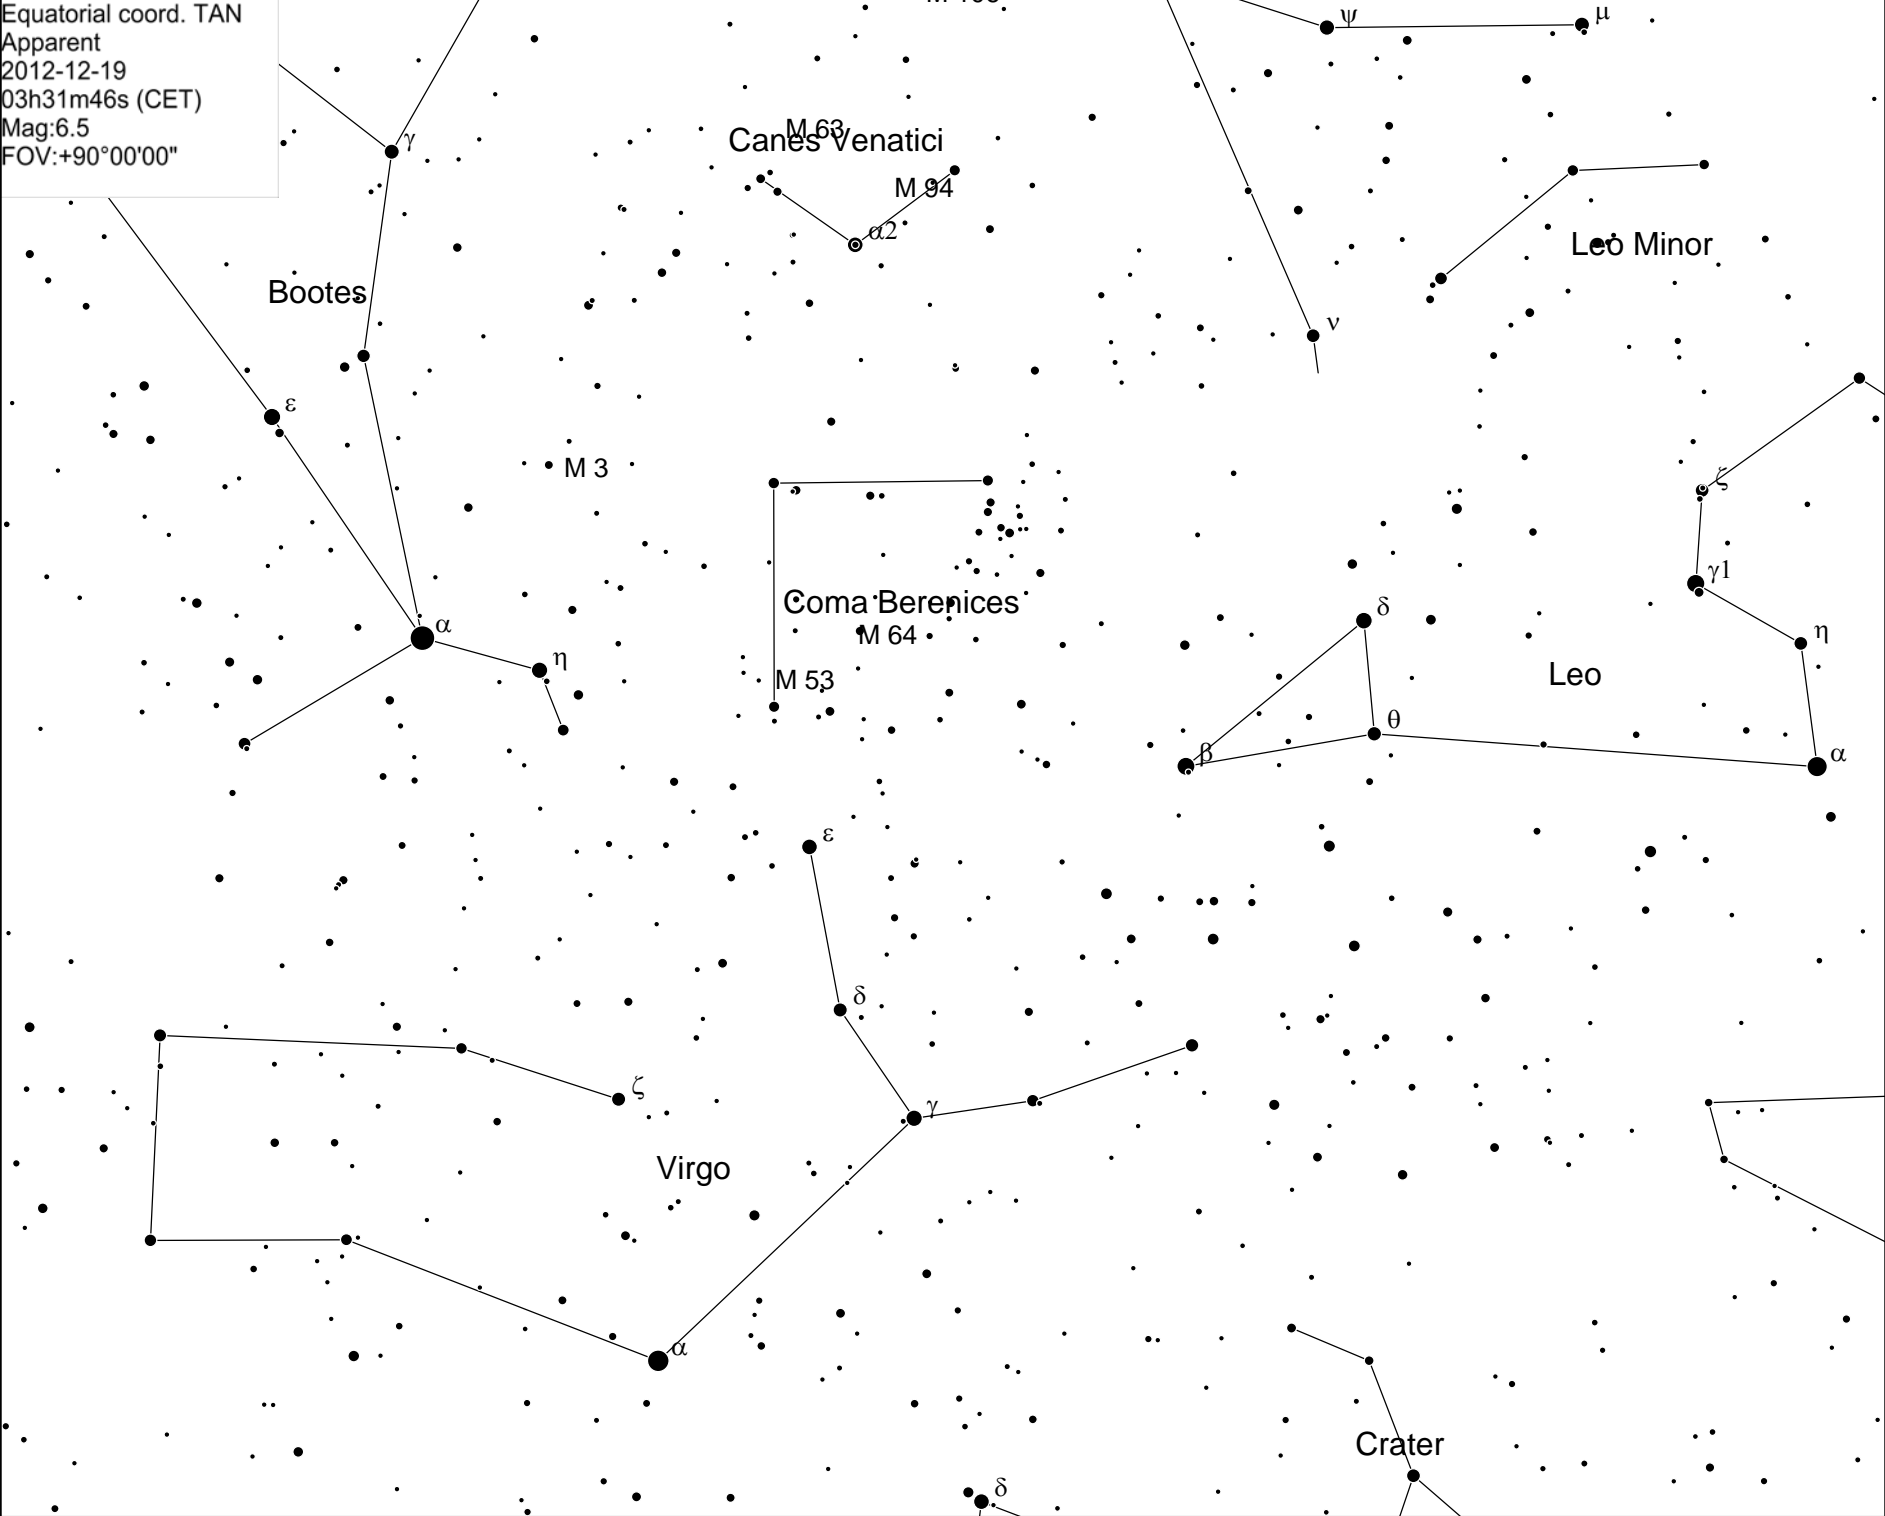 Equatorial coord. TAN
Apparent
2012-12-19
03h31m46s (CET)
Mag:6.5
FOV:+90°00'00"
ψ
μ
γ
M 63
Canes Venatici
M 94
α2
Leo Minor
Bootes
ν
ε
M 3
ζ
γ1
Coma Berenices
δ
α
M 64
η
η
M 53
Leo
θ
β
α
ε
δ
ζ
γ
Virgo
α
Crater
δ